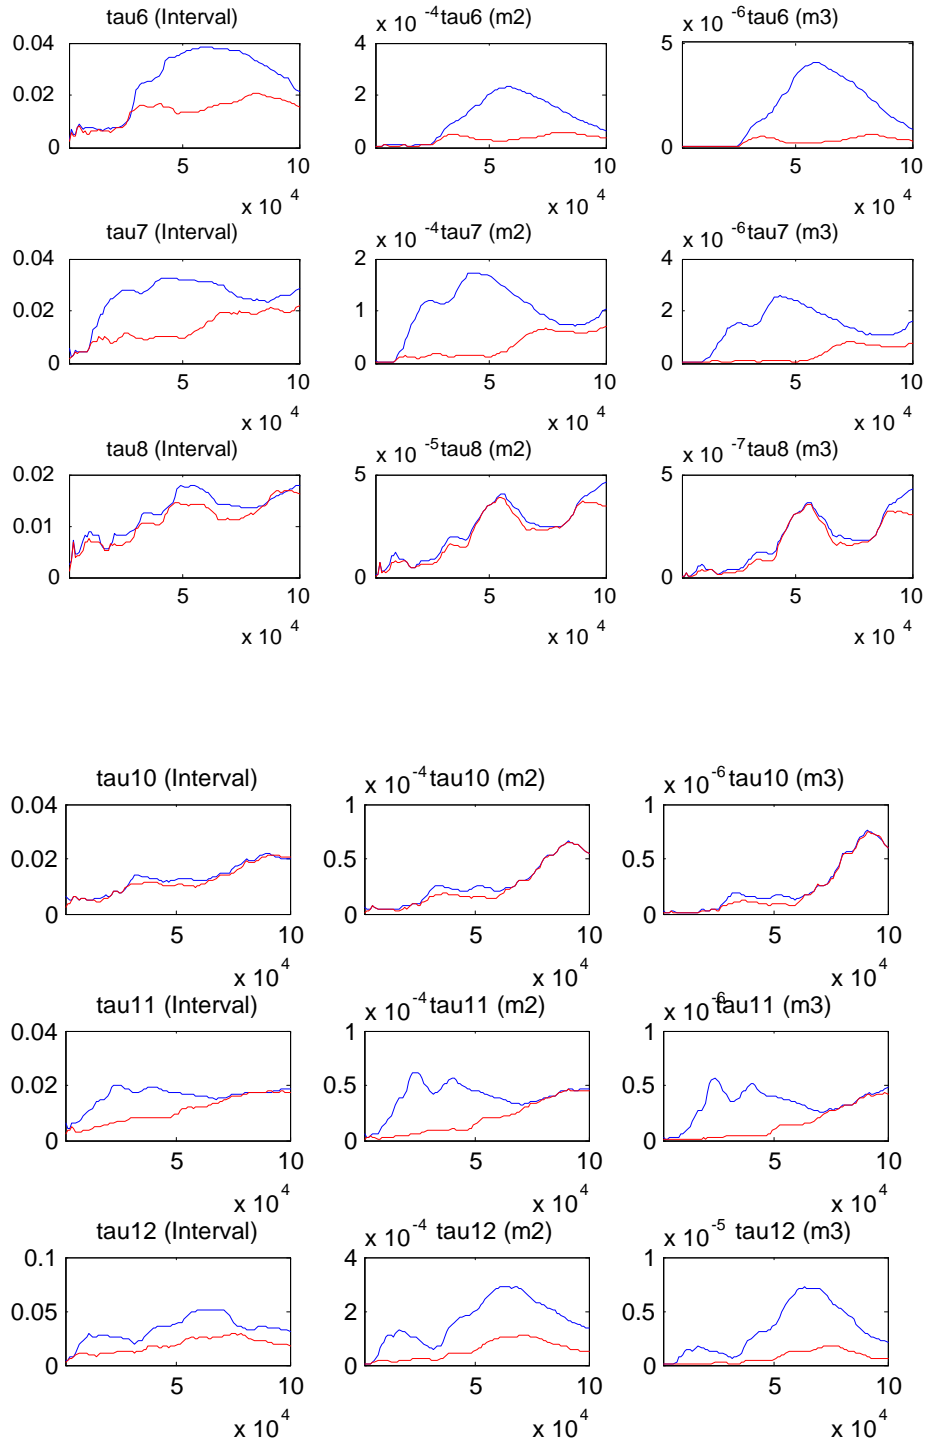 tau6 (Interval)
x 10 -4 tau6 (m2)
x 10 -6 tau6 (m3)
0.04
0.02
0
5
10
x 10 4
4
2
0
5
10
x 10 4
5
0
5
10
x 10 4
tau7 (Interval)
x 10 -4 tau7 (m2)
x 10 -6 tau7 (m3)
0.04
0.02
0
5
10
x 10 4
2
1
0
5
10
x 10 4
4
2
0
5
10
x 10 4
tau8 (Interval)
x 10 -5 tau8 (m2)
x 10 -7 tau8 (m3)
0.02
0.01
0
5
10
x 10 4
5
0
5
10
x 10 4
5
0
5
10
x 10 4
tau10 (Interval)
x 10 -4 tau10 (m2)
x 10 -6 tau10 (m3)
0.04
0.02
0
5
10
x 10 4
1
0.5
0
5
10
x 10 4
1
0.5
0
5
10
x 10 4
tau11 (Interval)
x 10 -4 tau11 (m2)
x 10 -6 tau11 (m3)
0.04
0.02
0
5
10
x 10 4
1
0.5
0
5
10
x 10 4
1
0.5
0
5
10
x 10 4
tau12 (Interval)
x 10 -4 tau12 (m2)
x 10 -5 tau12 (m3)
0.1
0.05
0
5
10
x 10 4
4
2
0
5
10
x 10 4
1
0.5
0
5
10
x 10 4